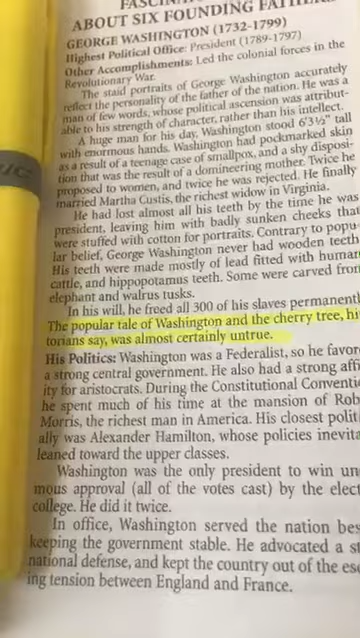 ABOUT SIX FOUNDING FATHERS
GEORGE WASHINGTON (1732-1799)
Highest Political Office: President (1789-1797)
Other Accomplishments: Led the colonial forces in the
Revolutionary War.
The staid portraits of George Washington accurately
reflect the personality of the father of the nation. He was a
man of few words, whose political ascension was attribut-
able to his strength of character, rather than his intellect.
A huge man for his day, Washington stood 6'3½" tall
with enormous hands. Washington had pockmarked skin
as a result of a teenage case of smallpox, and a shy disposi-
tion that was the result of a domineering mother. Twice he
proposed to women, and twice he was rejected. He finally
married Martha Custis, the richest widow in Virginia.
He had lost almost all his teeth by the time he was
president, leaving him with badly sunken cheeks that
were stuffed with cotton for portraits. Contrary to popu-
lar belief, George Washington never had wooden teeth.
His teeth were made mostly of lead fitted with human,
cattle, and hippopotamus teeth. Some were carved from
elephant and walrus tusks.
In his will, he freed all 300 of his slaves permanentl
The popular tale of Washington and the cherry tree, his
torians say, was almost certainly untrue.
His Politics: Washington was a Federalist, so he favor
a strong central government. He also had a strong affi
ity for aristocrats. During the Constitutional Conventi
he spent much of his time at the mansion of Rob
Morris, the richest man in America. His closest polit
ally was Alexander Hamilton, whose policies inevita
leaned toward the upper classes.
Washington was the only president to win un
mous approval (all of the votes cast) by the elect
college. He did it twice.
In office, Washington served the nation bes
keeping the government stable. He advocated a st
national defense, and kept the country out of the esc
ing tension between England and France.